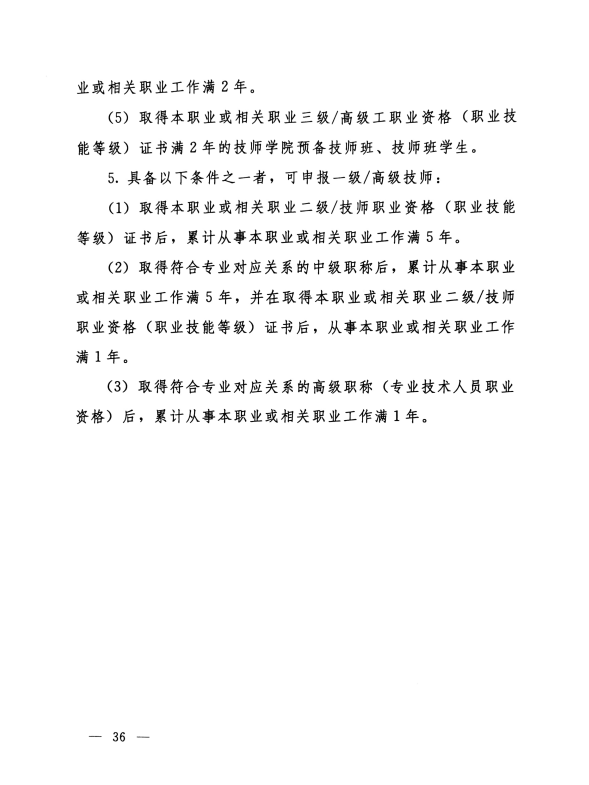 业或相关职业工作满2年。
（5）取得本职业或相关职业三级/高级工职业资格（职业技
能等级）证书满2年的技师学院预备技师班、技师班学生。
5. 具备以下条件之一者，可申报一级/高级技师：
（1）取得本职业或相关职业二级/技师职业资格（职业技能
等级）证书后，累计从事本职业或相关职业工作满5年。
（2）取得符合专业对应关系的中级职称后，累计从事本职业
或相关职业工作满5年，并在取得本职业或相关职业二级/技师
职业资格（职业技能等级）证书后，从事本职业或相关职业工作
满1年。
（3）取得符合专业对应关系的高级职称（专业技术人员职业
资格）后，累计从事本职业或相关职业工作满1年。
— 36 —